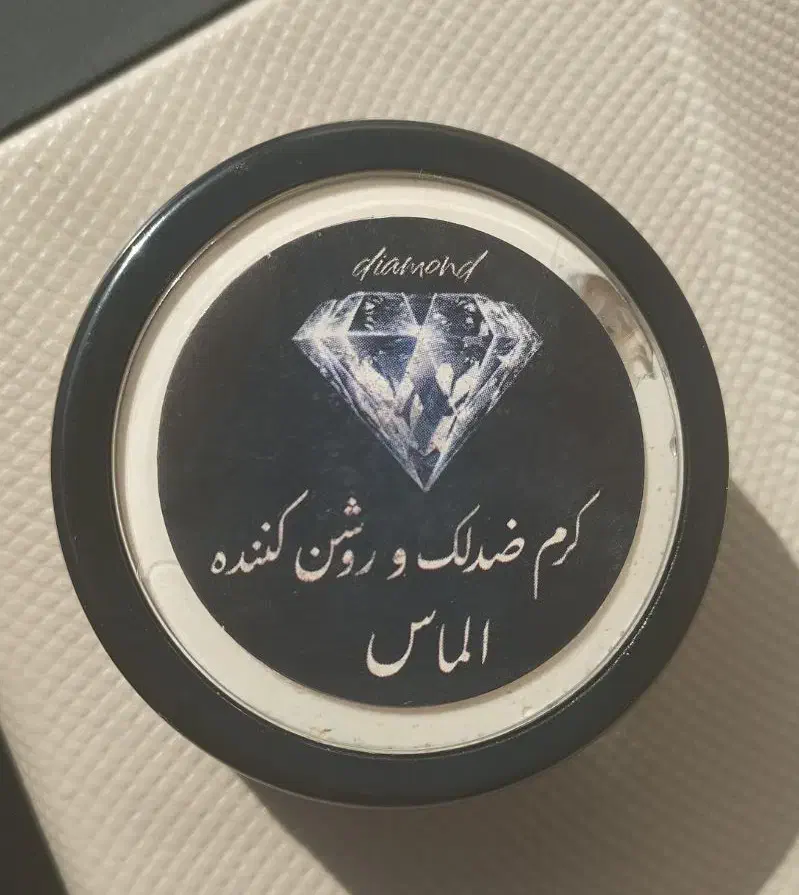 diamond
کرم ضدلک و روشن کننده
الماس